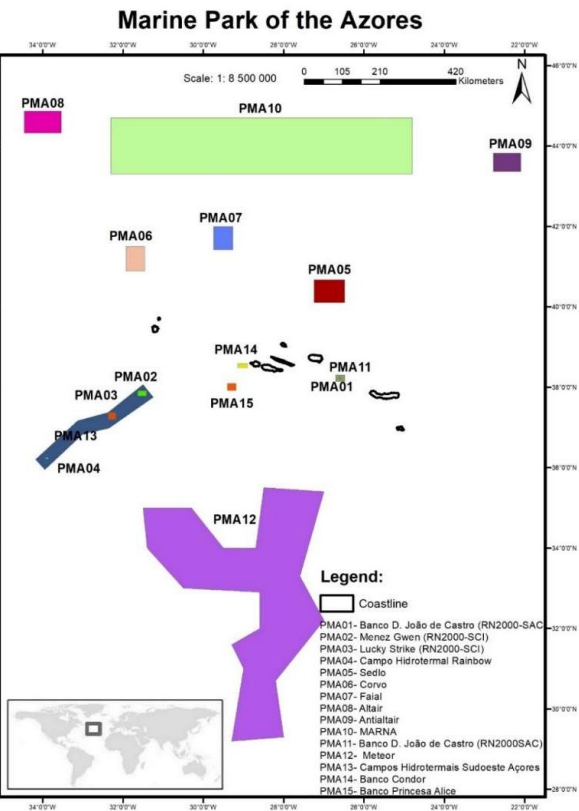 Marine Park of the Azores
34°0'0"W 32°0'0"W 30°0'0"W 28°0'0"W 26°0'0"W 24°0'0"W 22°0'0"W
46°0'0"N
N
Scale: 1: 8 500 000
0 105 210 420
Kilometers
PMA08
PMA10
44°0'0"N
PMA09
42°0'0"N
PMA07
PMA06
PMA05
40°0'0"N
PMA14
PMA11
PMA02
38°0'0"N
PMA03
PMA01
PMA15
PMA13
PMA04
36°0'0"N
PMA12
34°0'0"N
Legend:
Coastline
32°0'0"N
PMA01- Banco D. João de Castro (RN2000-SAC
PMA02- Menez Gwen (RN2000-SCI)
PMA03- Lucky Strike (RN2000-SCI)
PMA04- Campo Hidrotermal Rainbow
PMA05- Sedlo
PMA06- Corvo
PMA07- Faial
30°0'0"N
PMA08- Altair
PMA09- Antialtair
PMA10- MARNA
PMA11- Banco D. João de Castro (RN2000SAC)
PMA12- Meteor
PMA13- Campos Hidrotermais Sudoeste Açores
PMA14- Banco Condor
28°0'0"N
PMA15- Banco Princesa Alice
34°0'0"W 32°0'0"W 30°0'0"W 28°0'0"W 26°0'0"W 24°0'0"W 22°0'0"W